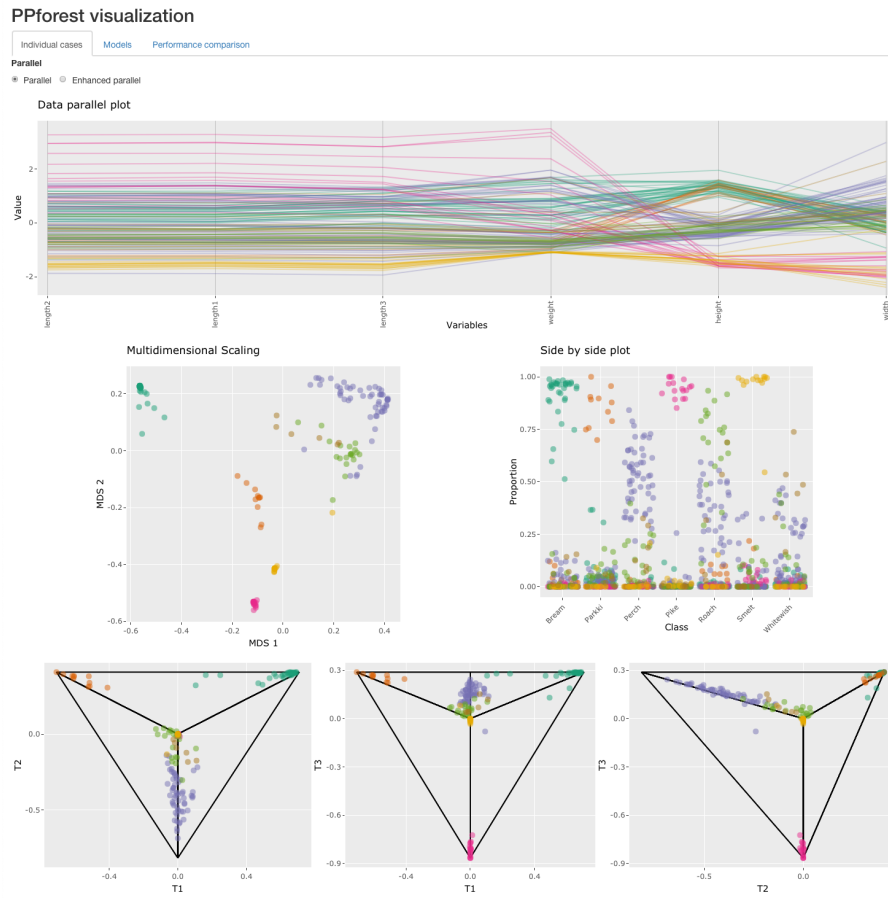 PPforest visualization
Individual cases Models Performance comparison
Parallel
Parallel Enhanced parallel
Data parallel plot
Value
2
0
-2
length2 length1 length3 weight height width
Variables
Multidimensional Scaling
MDS 2
0.2
0.0
-0.2
-0.4
-0.6
-0.6 -0.4 -0.2 0.0 0.2 0.4
MDS 1
Side by side plot
Proportion
1.00
0.75
0.50
0.25
0.00
Bream Parkki Perch Pike Roach Smelt Whitewish
Class
T2
0.0
-0.5
-0.4 0.0 0.4
T1
T3
0.3
0.0
-0.3
-0.6
-0.9
-0.4 0.0 0.4
T1
T3
0.3
0.0
-0.3
-0.6
-0.9
-0.5 0.0
T2